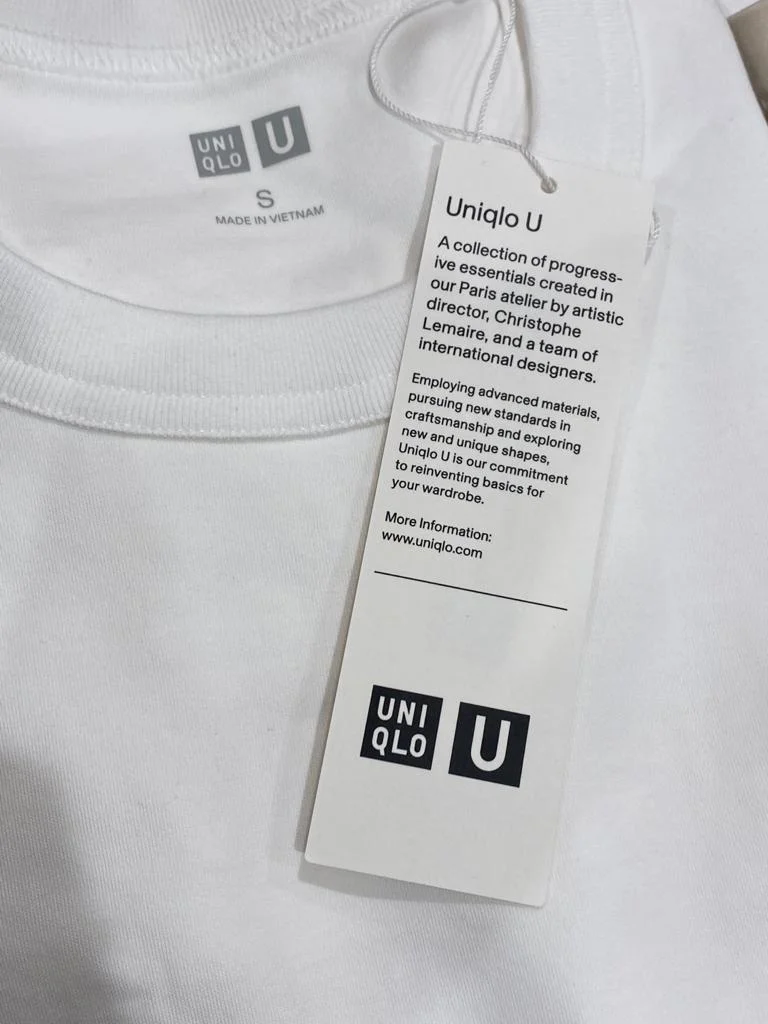 UNI
QLO
U
S
MADE IN VIETNAM
Uniqlo U
A collection of progress-
ive essentials created in
our Paris atelier by artistic
director, Christophe
Lemaire, and a team of
international designers.
Employing advanced materials,
pursuing new standards in
craftsmanship and exploring
new and unique shapes,
Uniqlo U is our commitment
to reinventing basics for
your wardrobe.
More Information:
www.uniqlo.com
UNI
QLO
U